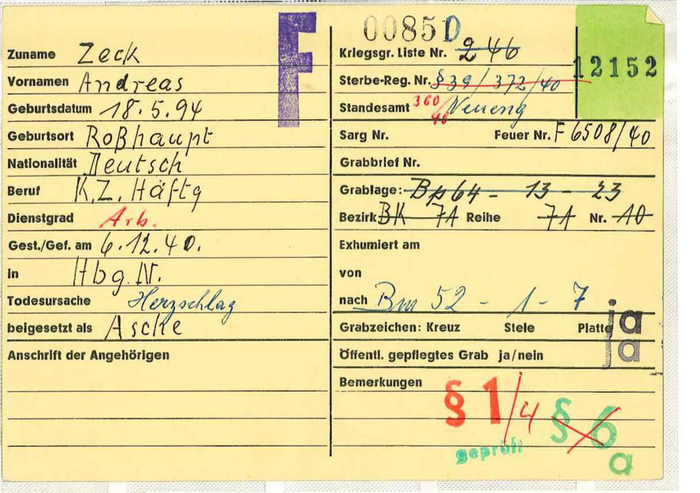 F
0085D
12152
Zuname Zeck
Vornamen Andreas
Geburtsdatum 18.5.94
Geburtsort Roßhaupt
Nationalität Deutsch
Beruf K.Z. Häftg
Dienstgrad Arb.
Gest./Gef. am 6.12.40.
in Hbg.N.
Todesursache Herzschlag
beigesetzt als Asche
Anschrift der Angehörigen
Kriegsgr. Liste Nr. 246
Sterbe-Reg. Nr. § 39/372/40
360/40
Standesamt Neueng
Sarg Nr. Feuer Nr. F 6508/40
Grabbrief Nr.
Grablage: Bp 64 - 13 - 23
Bezirk BK 7A Reihe 71 Nr. 10
Exhumiert am
von
nach Bm 52 - 1 - 7
Grabzeichen: Kreuz Stele Platte ja
Öffentl. gepflegtes Grab ja/nein ja
Bemerkungen
§ 1/4 § 6
geprüft a